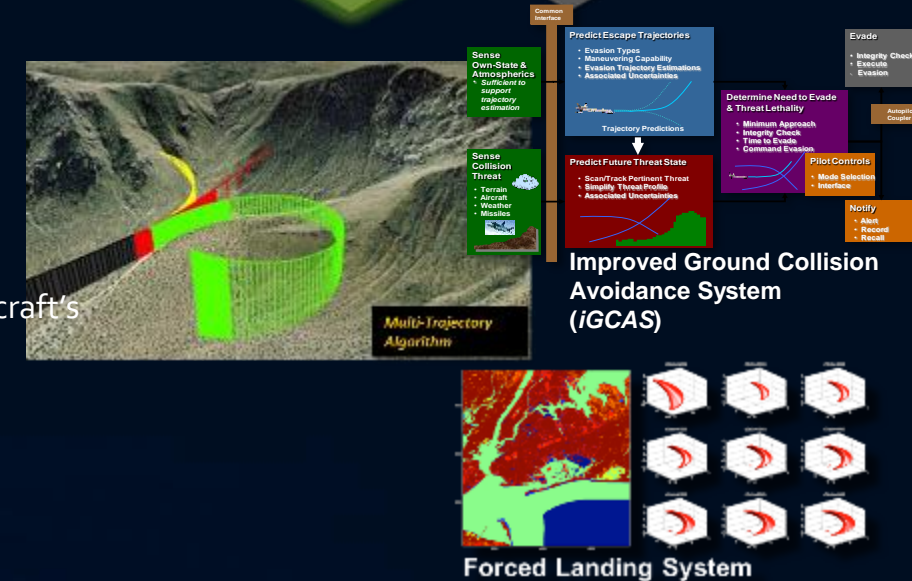 Common
Interface
Sense
Own-State &
Atmospherics
• Sufficient to
support
trajectory
estimation
Predict Escape Trajectories
• Evasion Types
• Maneuvering Capability
• Evasion Trajectory Estimations
• Associated Uncertainties
Trajectory Predictions
Evade
• Integrity Check
• Execute
Evasion
Determine Need to Evade
& Threat Lethality
• Minimum Approach
• Integrity Check
• Time to Evade
• Command Evasion
Autopilot
Coupler
Sense
Collision
Threat
• Terrain
• Aircraft
• Weather
• Missiles
Predict Future Threat State
• Scan/Track Pertinent Threat
• Simplify Threat Profile
• Associated Uncertainties
Pilot Controls
• Mode Selection
• Interface
Notify
• Alert
• Record
• Recall
craft's
Multi-Trajectory
Algorithm
Improved Ground Collision
Avoidance System
(iGCAS)
Forced Landing System